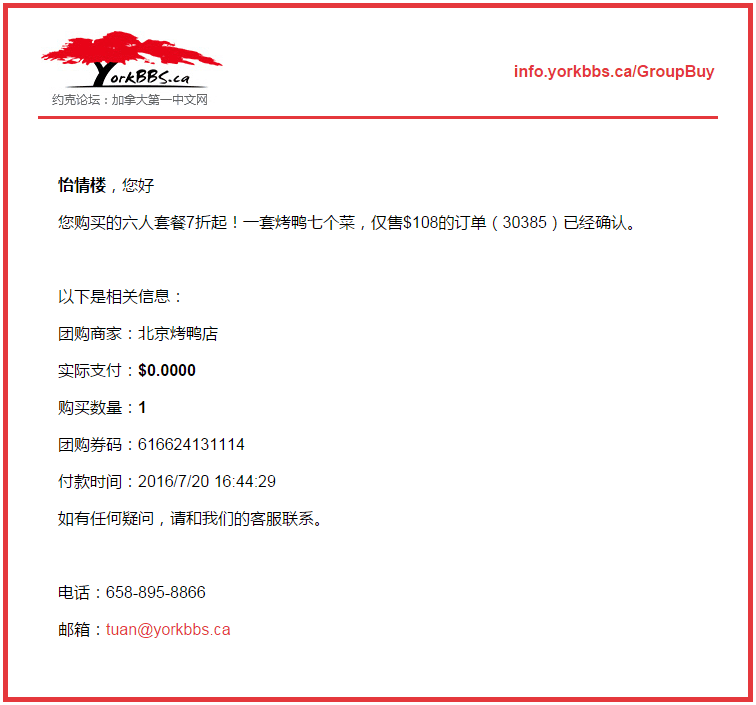 YorkBBS.ca
约克论坛：加拿大第一中文网
info.yorkbbs.ca/GroupBuy
怡情楼，您好
您购买的六人套餐7折起！一套烤鸭七个菜，仅售$108的订单（30385）已经确认。
以下是相关信息：
团购商家：北京烤鸭店
实际支付：$0.0000
购买数量：1
团购券码：616624131114
付款时间：2016/7/20 16:44:29
如有任何疑问，请和我们的客服联系。
电话：658-895-8866
邮箱：tuan@yorkbbs.ca